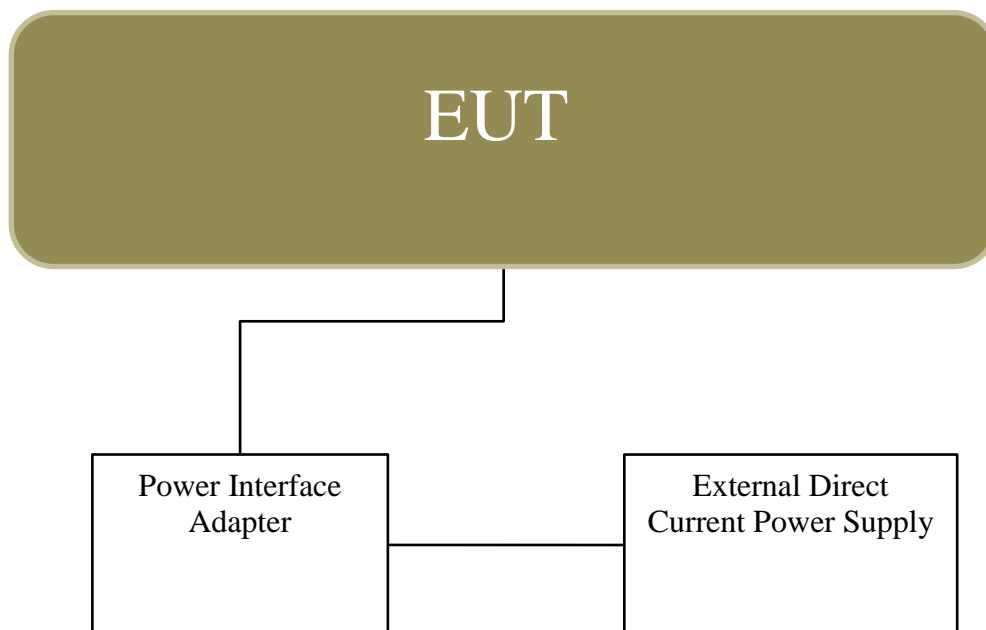 EUT
Power Interface
Adapter
External Direct
Current Power Supply